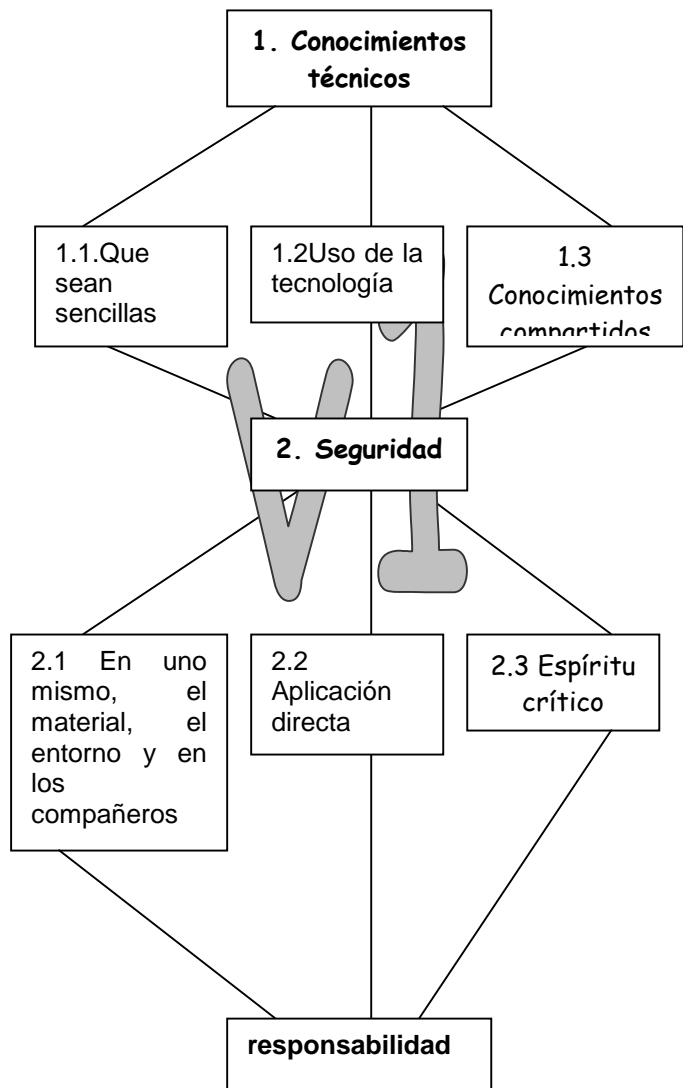 1. Conocimientos
técnicos
1.1.Que
sean
sencillas
1.2Uso de la
tecnología
1.3
Conocimientos
compartidos
2. Seguridad
2.1 En uno
mismo, el
material, el
entorno y en
los
compañeros
2.2
Aplicación
directa
2.3 Espíritu
crítico
responsabilidad